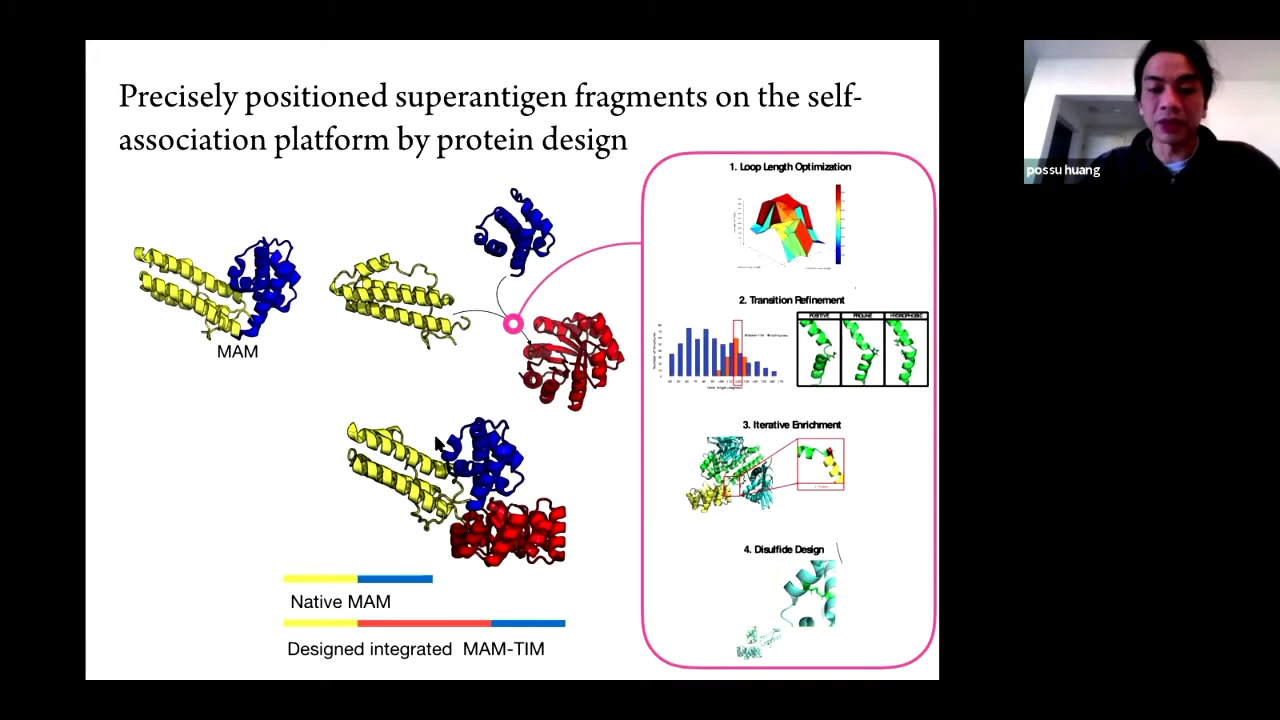 Precisely positioned superantigen fragments on the self-
association platform by protein design
possu huang
MAM
Native MAM
Designed integrated MAM-TIM
1. Loop Length Optimization
2. Transition Refinement
POSITIVE PROLINE HYDROPHOBIC
3. Iterative Enrichment
4. Disulfide Design